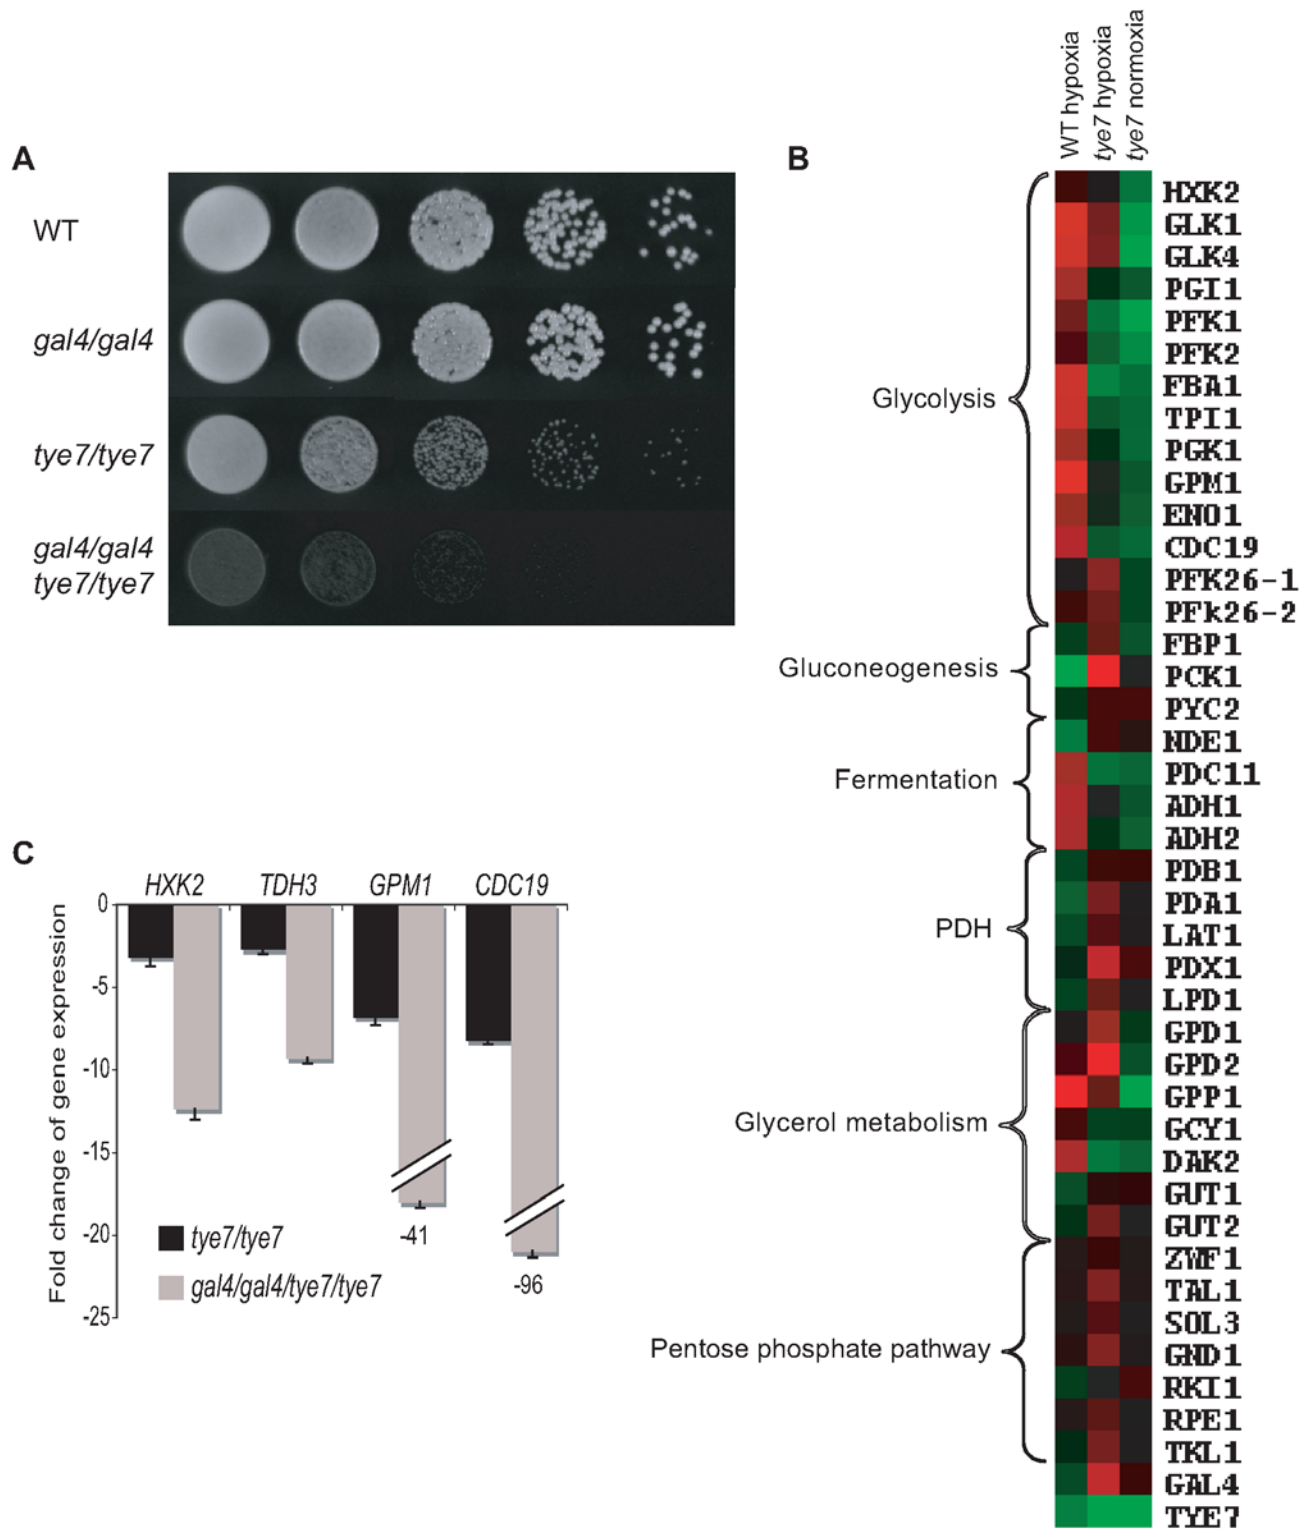 A
WT
gal4/gal4
tye7/tye7
gal4/gal4
tye7/tye7
B
WT hypoxia
tye7 hypoxia
tye7 normoxia
Glycolysis
Gluconeogenesis
Fermentation
PDH
Glycerol metabolism
Pentose phosphate pathway
HXK2
GLK1
GLK4
PGI1
PFK1
PFK2
FBA1
TPI1
PGK1
GPM1
ENO1
CDC19
PFK26-1
PFk26-2
FBP1
PCK1
PYC2
NDE1
PDC11
ADH1
ADH2
PDB1
PDA1
LAT1
PDX1
LPD1
GPD1
GPD2
GPP1
GCY1
DAK2
GUT1
GUT2
ZWF1
TAL1
SOL3
GND1
RKI1
RPE1
TKL1
GAL4
TYE7
C
HXK2 TDH3 GPM1 CDC19
Fold change of gene expression
0
-5
-10
-15
-20
-25
-41
-96
tye7/tye7
gal4/gal4/tye7/tye7